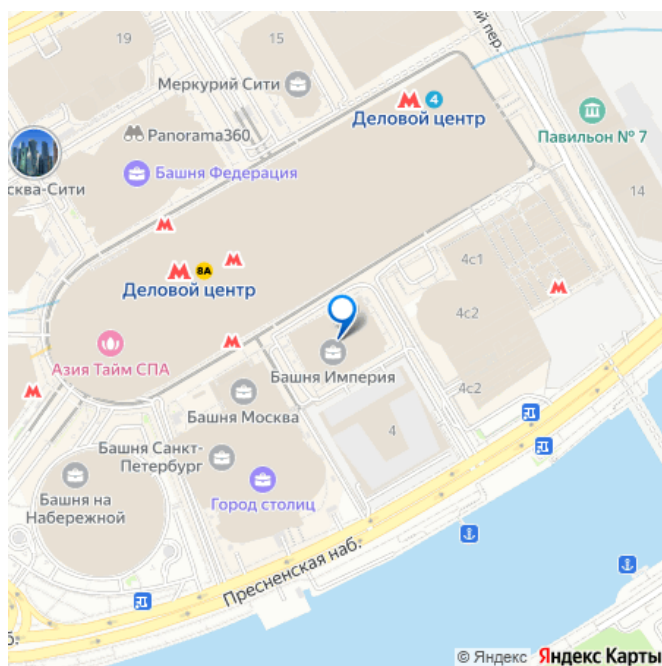 19
15
ий пер.
Меркурий Сити
4
Деловой центр
Panorama360
Павильон № 7
сква-Сити
Башня Федерация
14
8А
Деловой центр
4с1
4с2
Азия Тайм СПА
Башня Империя
4с2
Башня Москва
4
Башня Санкт-
Петербург
Башня на
Набережной
Город столиц
Пресненская наб.
б.
© Яндекс Яндекс Карты